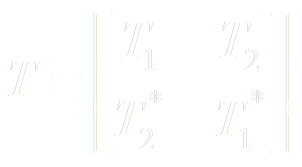 T = | T₁ T₂ |
| T₂* T₁* |